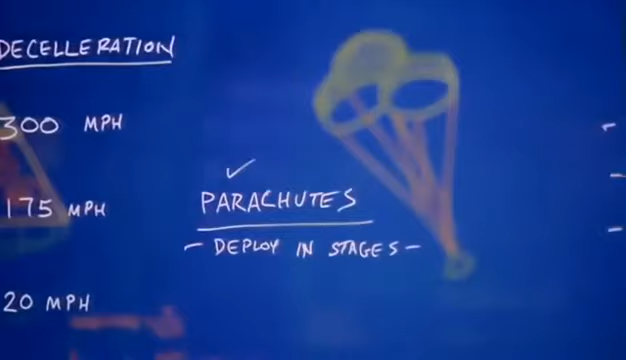 DECELLERATION
300 MPH
175 MPH
20 MPH
✓
PARACHUTES
- DEPLOY IN STAGES -